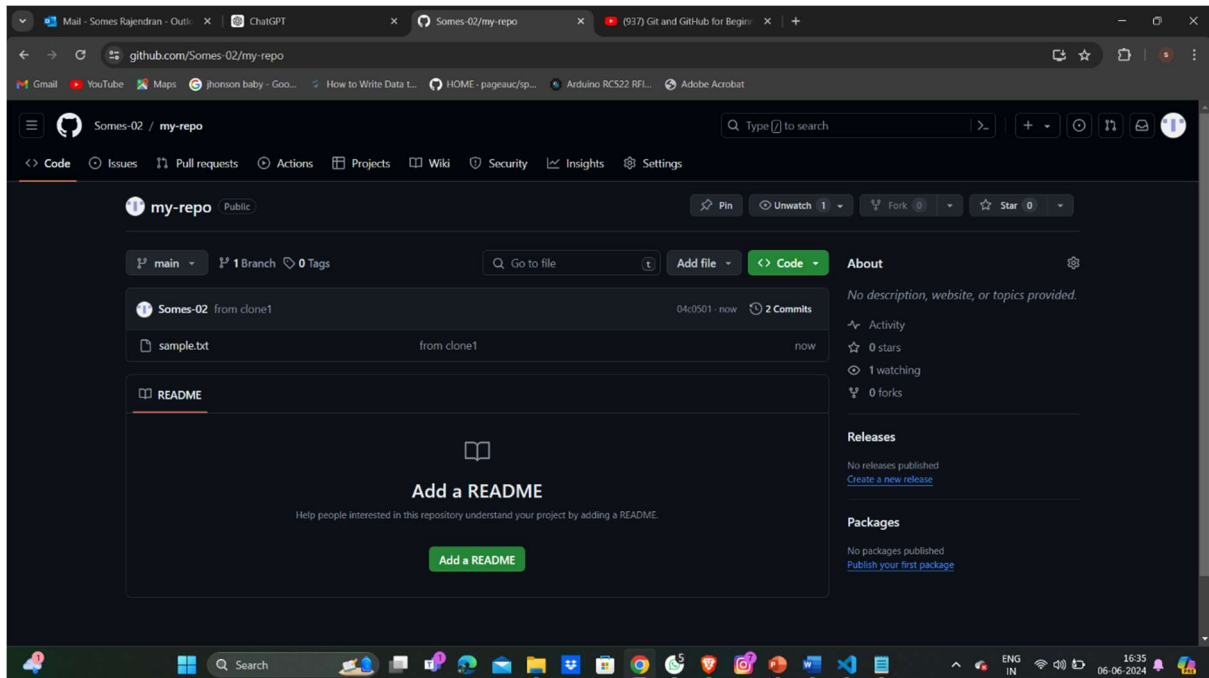 Mail - Somes Rajendran - Outlo
ChatGPT
Somes-02/my-repo
(937) Git and GitHub for Beginn
github.com/Somes-02/my-repo
Gmail YouTube Maps jhonson baby - Goo... How to Write Data t... HOME - pageauc/sp... Arduino RC522 RFI... Adobe Acrobat
Somes-02 / my-repo
Type / to search
Code Issues Pull requests Actions Projects Wiki Security Insights Settings
my-repo Public
Pin Unwatch 1 Fork 0 Star 0
main 1 Branch 0 Tags Go to file t Add file Code
About
No description, website, or topics provided.
Somes-02 from clone1 04c0501 · now 2 Commits
Activity
sample.txt from clone1 now
0 stars
1 watching
0 forks
README
Add a README
Help people interested in this repository understand your project by adding a README.
Add a README
Releases
No releases published
Create a new release
Packages
No packages published
Publish your first package
1
Search
5
7
ENG
IN
16:35
06-06-2024